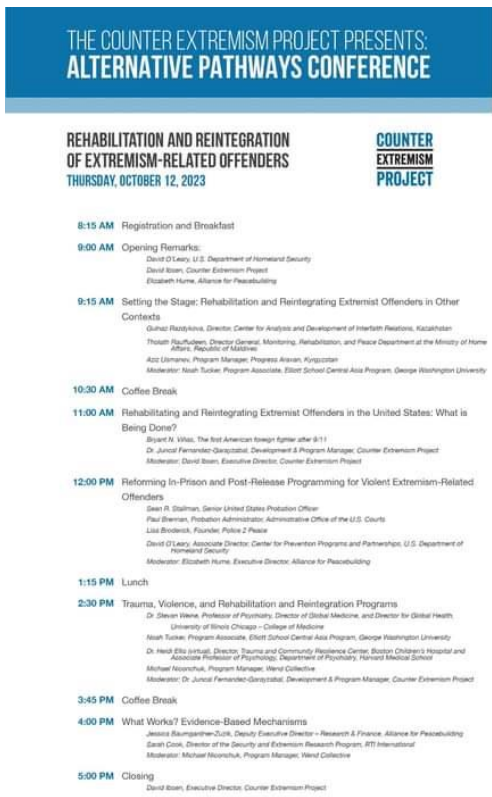 THE COUNTER EXTREMISM PROJECT PRESENTS:
ALTERNATIVE PATHWAYS CONFERENCE
REHABILITATION AND REINTEGRATION
OF EXTREMISM-RELATED OFFENDERS
THURSDAY, OCTOBER 12, 2023
COUNTER
EXTREMISM
PROJECT
8:15 AM Registration and Breakfast
9:00 AM Opening Remarks:
David O'Leary, U.S. Department of Homeland Security
David Ibsen, Counter Extremism Project
Elizabeth Hume, Alliance for Peacebuilding
9:15 AM Setting the Stage: Rehabilitation and Reintegrating Extremist Offenders in Other
Contexts
Gulnaz Razdykova, Director, Center for Analysis and Development of Interfaith Relations, Kazakhstan
Tholath Rauffudeen, Director General, Monitoring, Rehabilitation, and Peace Department at the Ministry of Home
Affairs, Republic of Maldives
Aziz Usmanov, Program Manager, Progress Aravan, Kyrgyzstan
Moderator: Noah Tucker, Program Associate, Elliott School Central Asia Program, George Washington University
10:30 AM Coffee Break
11:00 AM Rehabilitating and Reintegrating Extremist Offenders in the United States: What is
Being Done?
Bryant N. Viñas, The first American foreign fighter after 9/11
Dr. Juncal Fernandez-Garayzabal, Development & Program Manager, Counter Extremism Project
Moderator: David Ibsen, Executive Director, Counter Extremism Project
12:00 PM Reforming In-Prison and Post-Release Programming for Violent Extremism-Related
Offenders
Sean R. Stallman, Senior United States Probation Officer
Paul Brennan, Probation Administrator, Administrative Office of the U.S. Courts
Lisa Broderick, Founder, Police 2 Peace
David O'Leary, Associate Director, Center for Prevention Programs and Partnerships, U.S. Department of
Homeland Security
Moderator: Elizabeth Hume, Executive Director, Alliance for Peacebuilding
1:15 PM Lunch
2:30 PM Trauma, Violence, and Rehabilitation and Reintegration Programs
Dr. Stevan Weine, Professor of Psychiatry, Director of Global Medicine, and Director for Global Health,
University of Illinois Chicago – College of Medicine
Noah Tucker, Program Associate, Elliott School Central Asia Program, George Washington University
Dr. Heidi Ellis (virtual), Director, Trauma and Community Resilience Center, Boston Children's Hospital and
Associate Professor of Psychology, Department of Psychiatry, Harvard Medical School
Michael Niconchuk, Program Manager, Wend Collective
Moderator: Dr. Juncal Fernandez-Garayzabal, Development & Program Manager, Counter Extremism Project
3:45 PM Coffee Break
4:00 PM What Works? Evidence-Based Mechanisms
Jessica Baumgardner-Zuzik, Deputy Executive Director – Research & Finance, Alliance for Peacebuilding
Sarah Cook, Director of the Security and Extremism Research Program, RTI International
Moderator: Michael Niconchuk, Program Manager, Wend Collective
5:00 PM Closing
David Ibsen, Executive Director, Counter Extremism Project